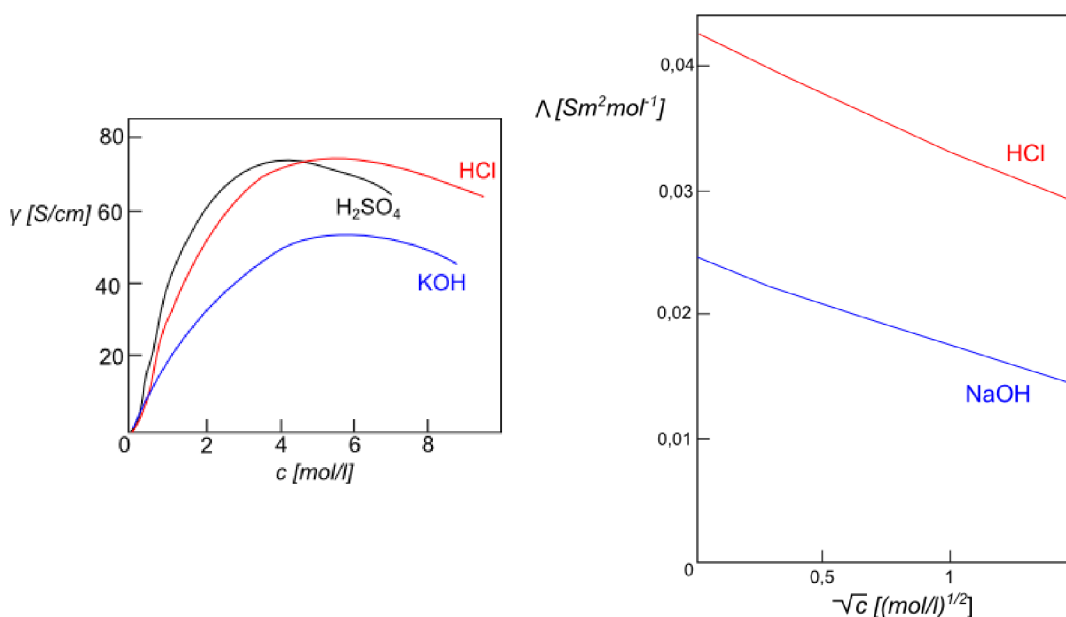 80
60
40
20
0
2
4
6
8
γ [S/cm]
c [mol/l]
HCl
H₂SO₄
KOH
Λ [Sm²mol⁻¹]
0,04
0,03
0,02
0,01
0
0,5
1
¬√c [(mol/l)^1/2]
HCl
NaOH